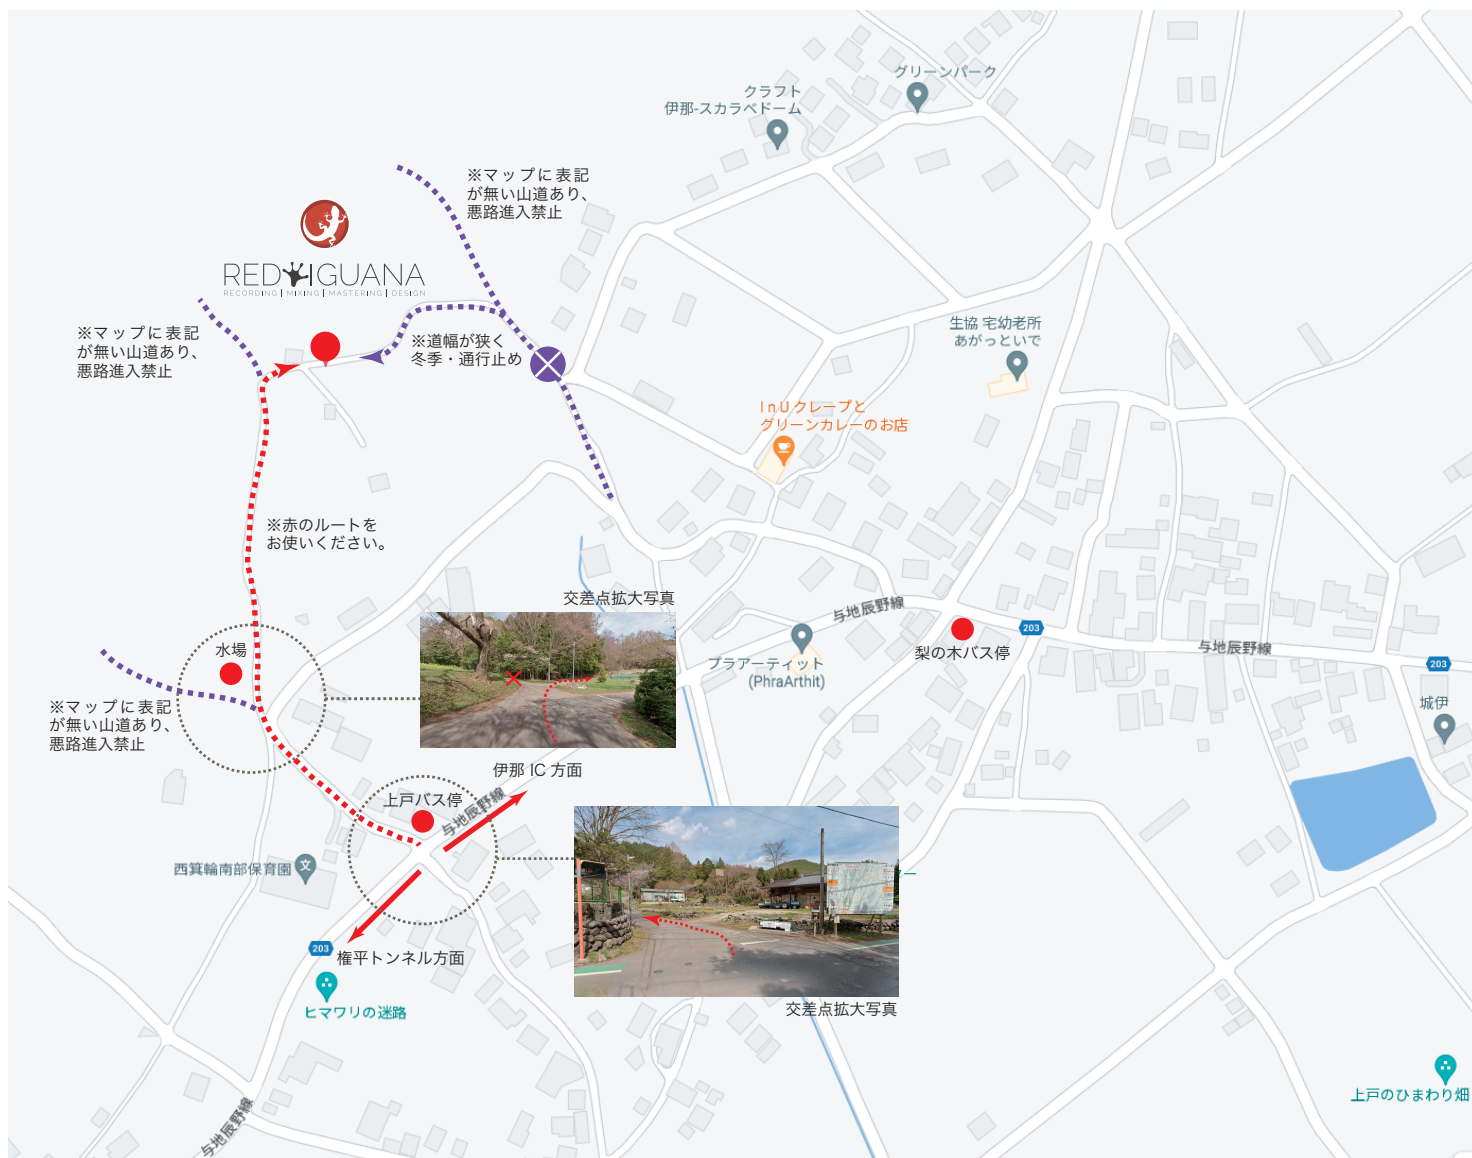 グリーンパーク
クラフト
伊那-スカラベドーム
※マップに表記
が無い山道あり、
悪路進入禁止
RED IGUANA
RECORDING | MIXING | MASTERING | DESIGN
※マップに表記
が無い山道あり、
悪路進入禁止
※道幅が狭く
冬季・通行止め
生協 宅幼老所
あがっといで
InUクレープと
グリーンカレーのお店
※赤のルートを
お使いください。
交差点拡大写真
与地辰野線
203
梨の木バス停
与地辰野線
203
水場
プラアーティット
(PhraArthit)
※マップに表記
が無い山道あり、
悪路進入禁止
城伊
伊那 IC 方面
上戸バス停
与地辰野線
文
西箕輪南部保育園
ー
203
権平トンネル方面
ヒマワリの迷路
交差点拡大写真
上戸のひまわり畑
与地辰野線